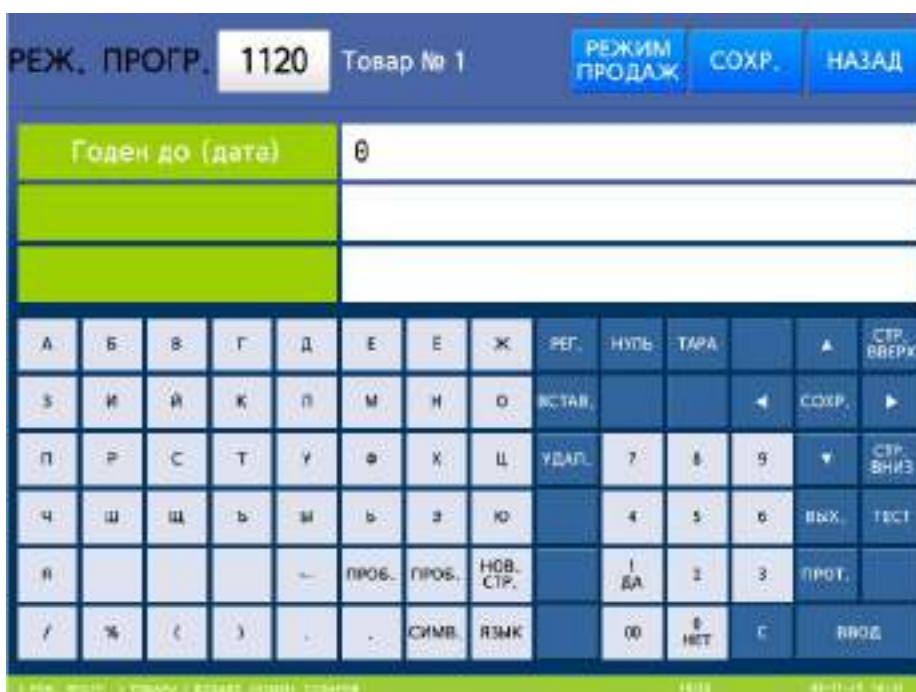 РЕЖ. ПРОГР. 1120 Товар № 1 РЕЖИМ ПРОДАЖ СОХР. НАЗАД
Годен до (дата) 0
А Б В Г Д Е Ё Ж РЕГ. НУЛЬ ТАРА СТР. ВВЕРХ
З И Й К Л М Н О ВСТАВ. СОХР.
П Р С Т У Ф Х Ц УДАЛ. 7 8 9 СТР. ВНИЗ
Ч Ш Щ Ъ Ы Ь Э Ю 4 5 6 ВЫХ. ТЕСТ
Я ПРОБ. ПРОБ. НОВ. СТР. 1 ДА 2 3 ПРОТ.
/ % ( ) СИМВ. ЯЗЫК 00 0 НЕТ C ВВОД